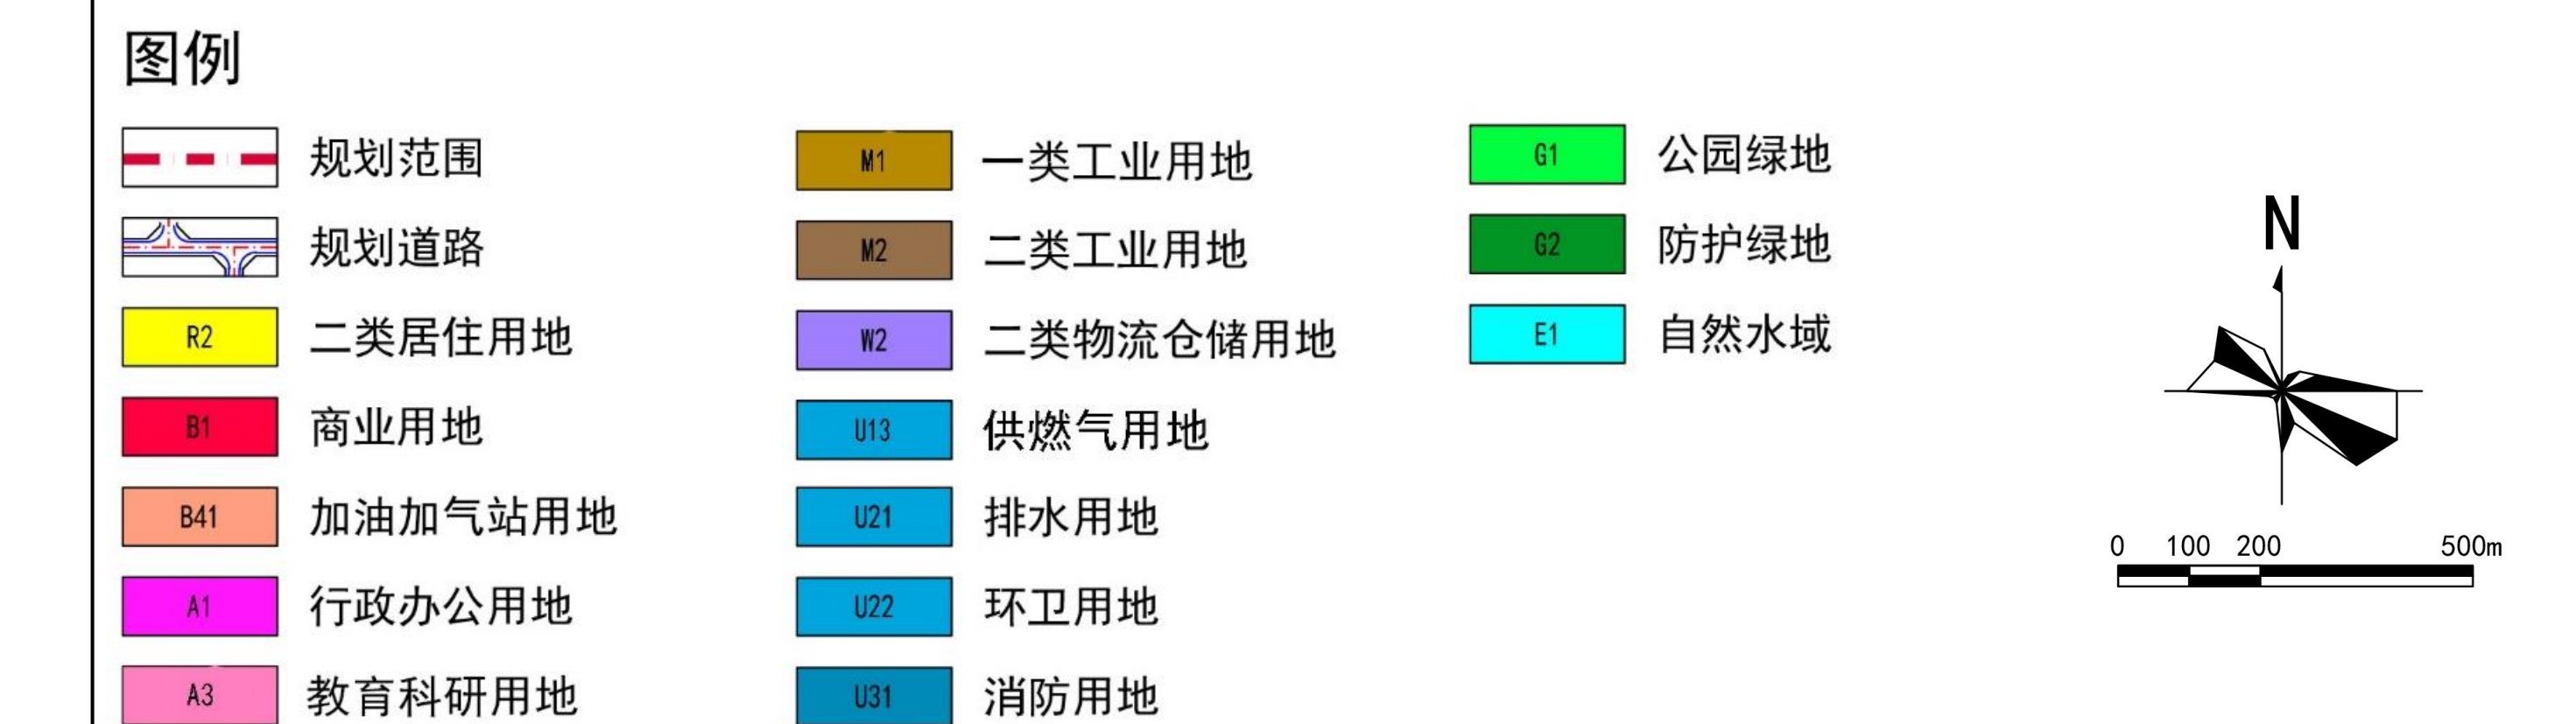 图例
规划范围
规划道路
R2 二类居住用地
B1 商业用地
B41 加油加气站用地
A1 行政办公用地
A3 教育科研用地
M1 一类工业用地
M2 二类工业用地
W2 二类物流仓储用地
U13 供燃气用地
U21 排水用地
U22 环卫用地
U31 消防用地
G1 公园绿地
G2 防护绿地
E1 自然水域
N
0 100 200 500m